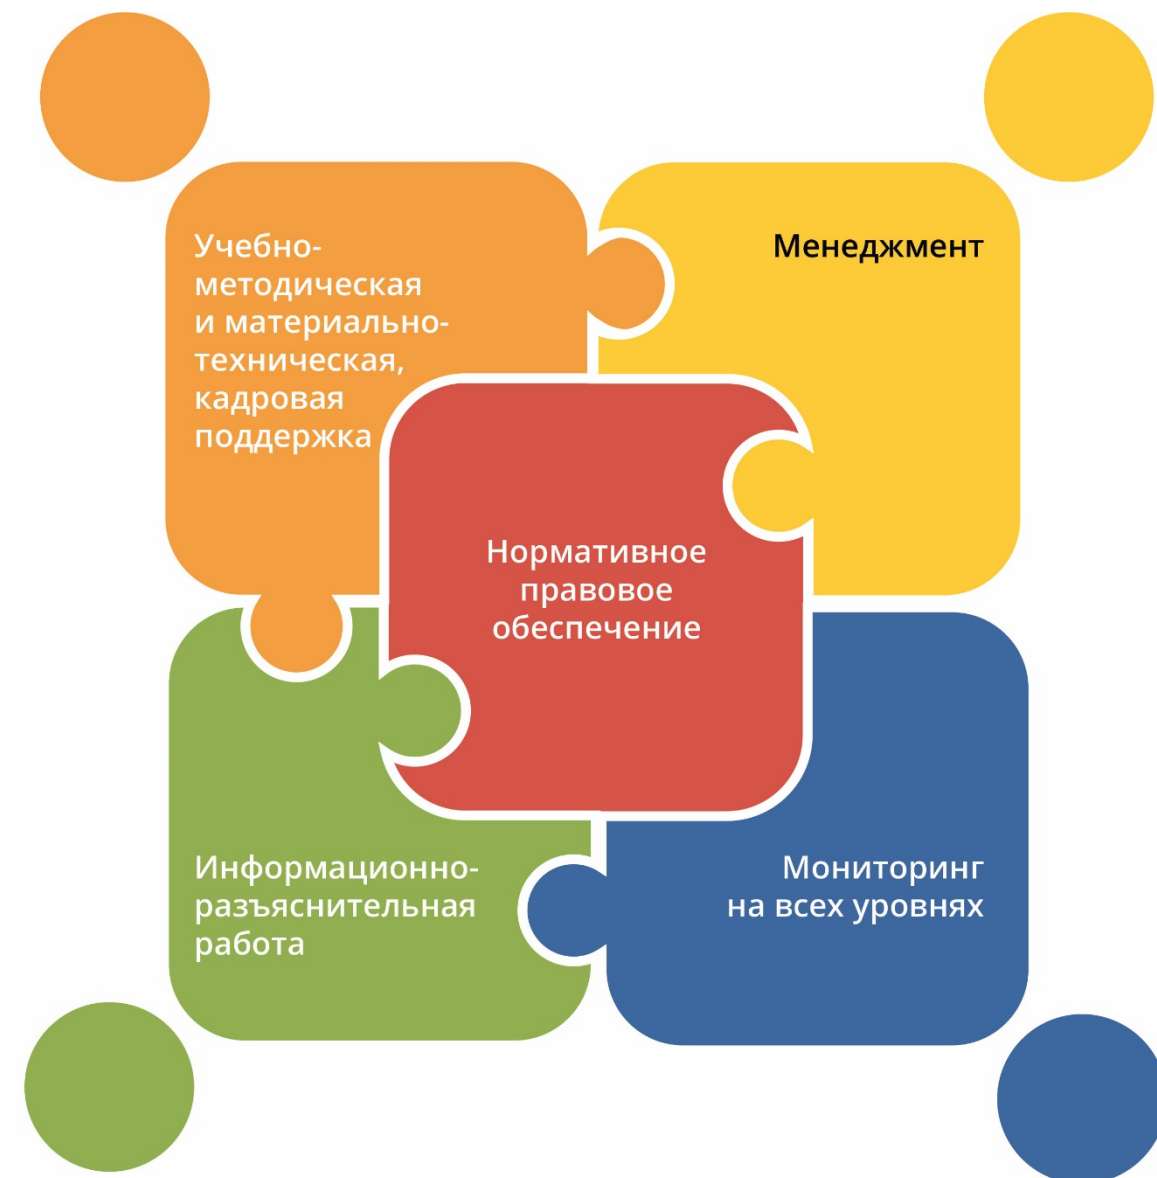 Учебно-
методическая
и материально-
техническая,
кадровая
поддержка
Менеджмент
Нормативное
правовое
обеспечение
Информационно-
разъяснительная
работа
Мониторинг
на всех уровнях